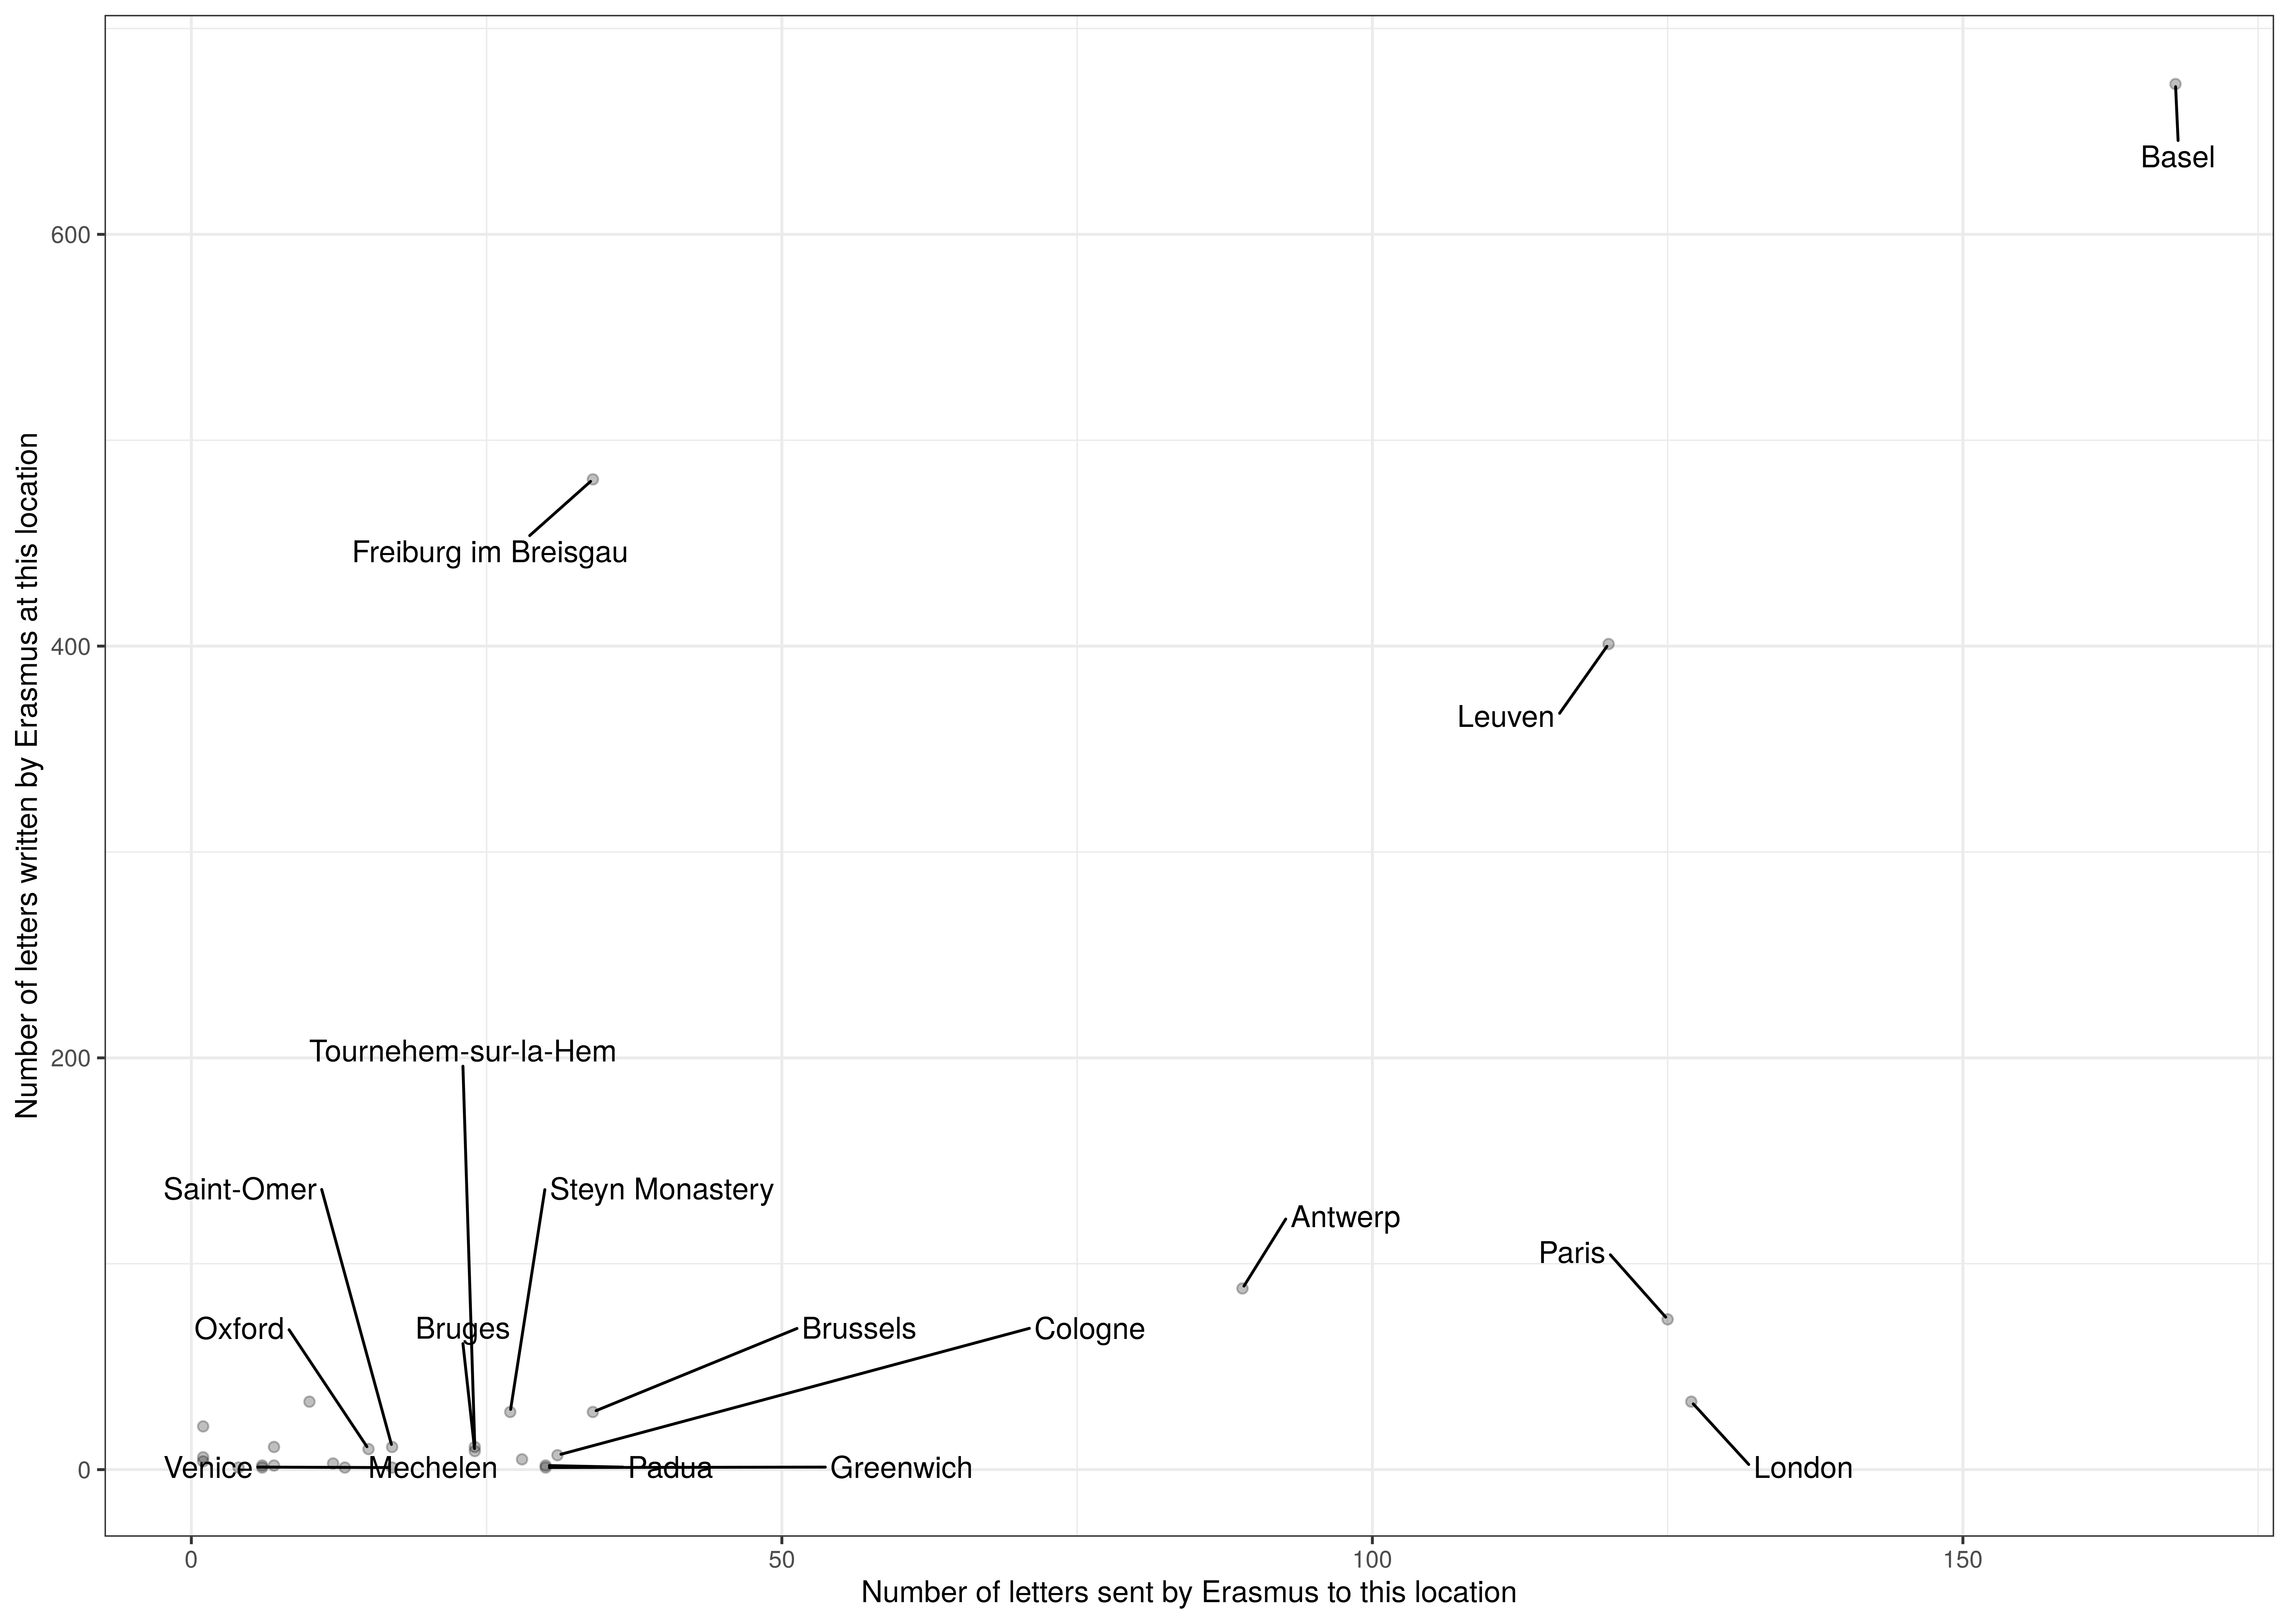 Basel
600
Freiburg im Breisgau
400
Leuven
Number of letters written by Erasmus at this location
200
Tournehem-sur-la-Hem
Saint-Omer
Steyn Monastery
Antwerp
Paris
Oxford
Bruges
Brussels
Cologne
0
Venice
Mechelen
Padua
Greenwich
London
0
50
100
150
Number of letters sent by Erasmus to this location